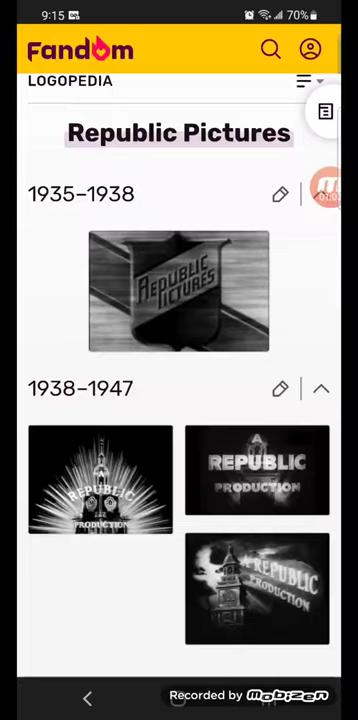 9:15
70%
Fandom
LOGOPEDIA
Republic Pictures
1935–1938
REPUBLIC
PICTURES
1938–1947
A
REPUBLIC
PRODUCTION
A
REPUBLIC
PRODUCTION
A REPUBLIC
PRODUCTION
Recorded by mobizen